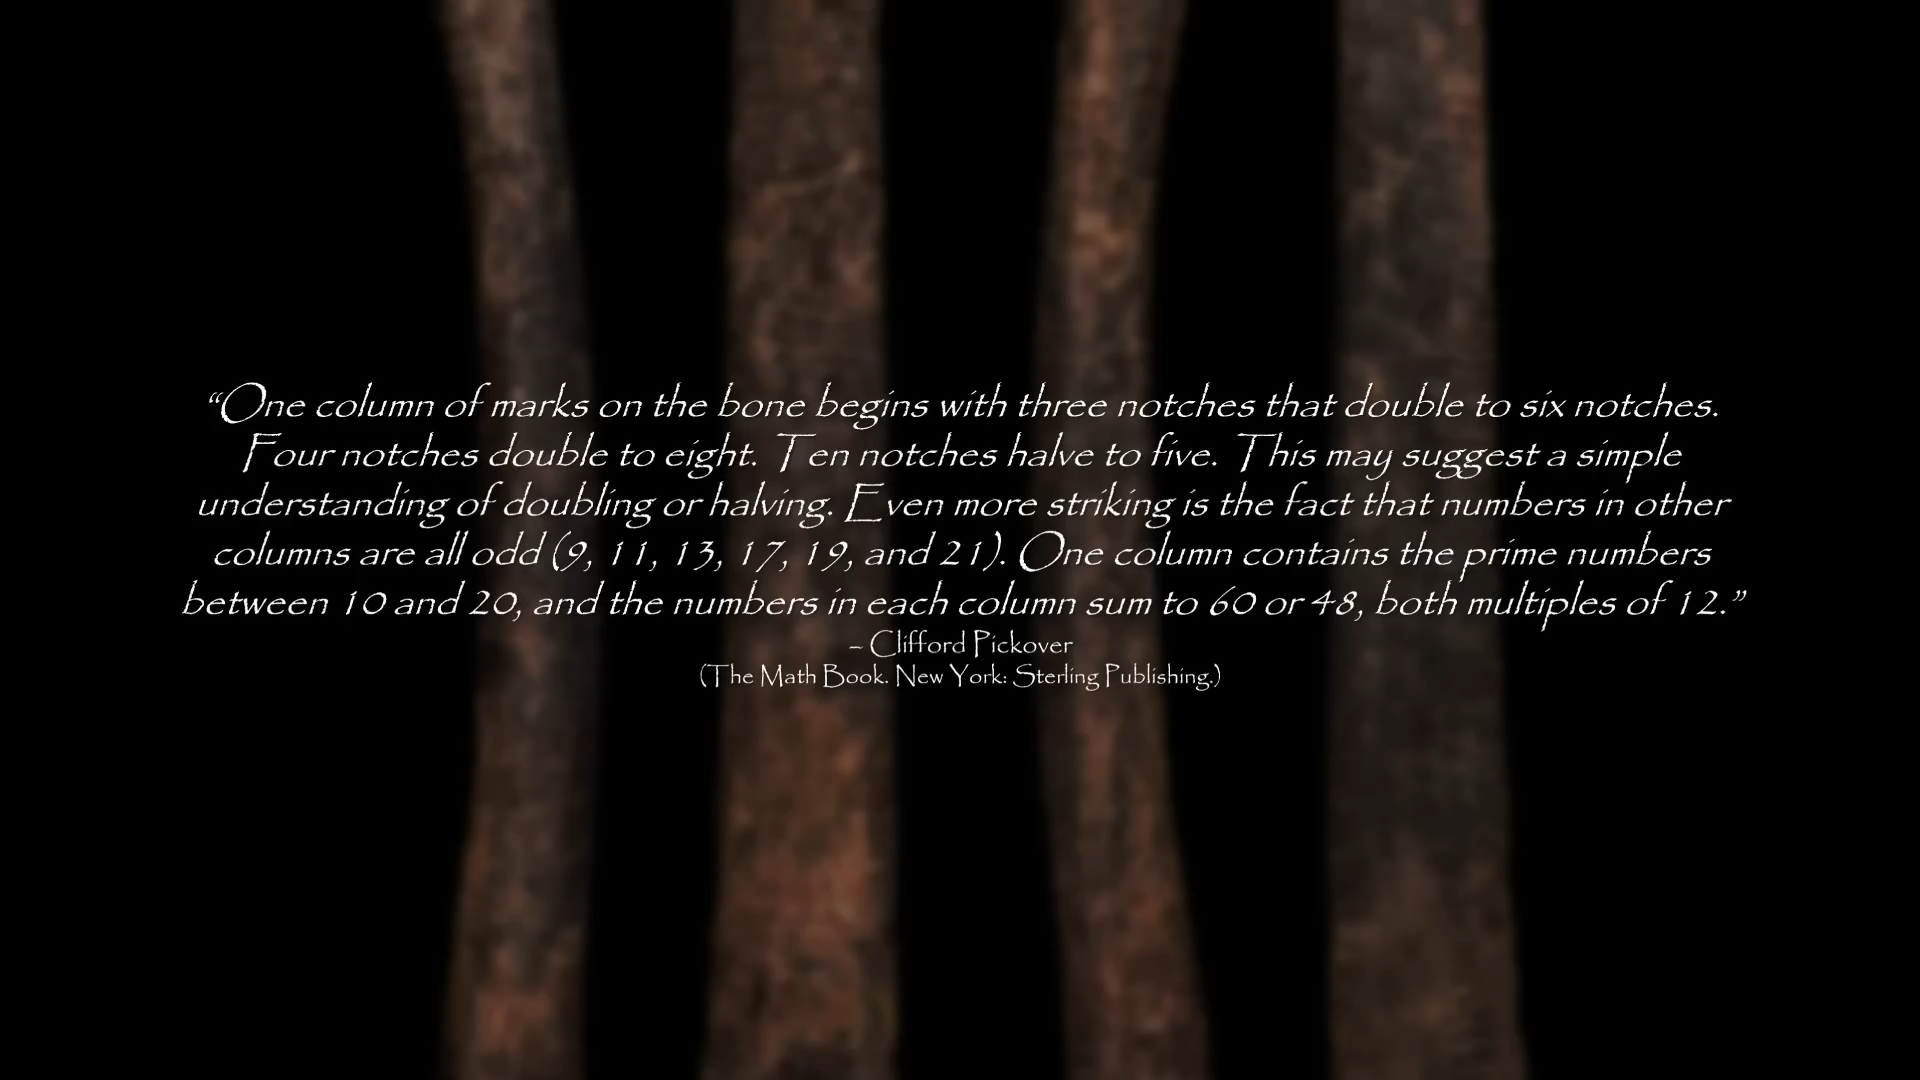 “One column of marks on the bone begins with three notches that double to six notches.
Four notches double to eight. Ten notches halve to five. This may suggest a simple
understanding of doubling or halving. Even more striking is the fact that numbers in other
columns are all odd (9, 11, 13, 17, 19, and 21). One column contains the prime numbers
between 10 and 20, and the numbers in each column sum to 60 or 48, both multiples of 12.”
– Clifford Pickover
(The Math Book. New York: Sterling Publishing.)